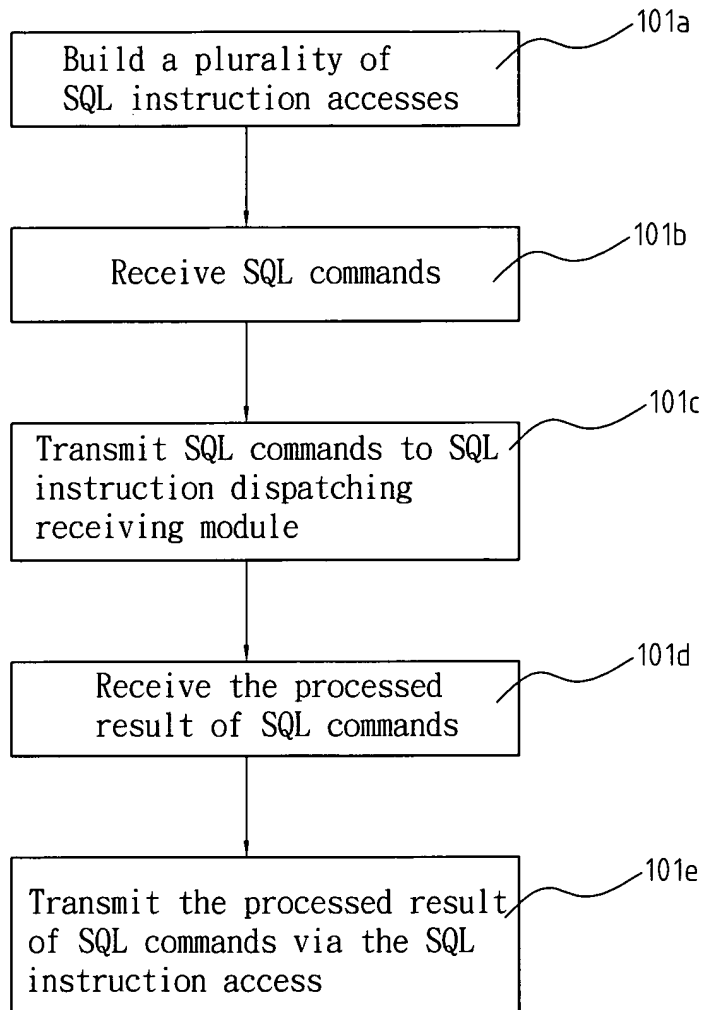 101a
Build a plurality of
SQL instruction accesses
101b
Receive SQL commands
101c
Transmit SQL commands to SQL
instruction dispatching
receiving module
101d
Receive the processed
result of SQL commands
101e
Transmit the processed result
of SQL commands via the SQL
instruction access